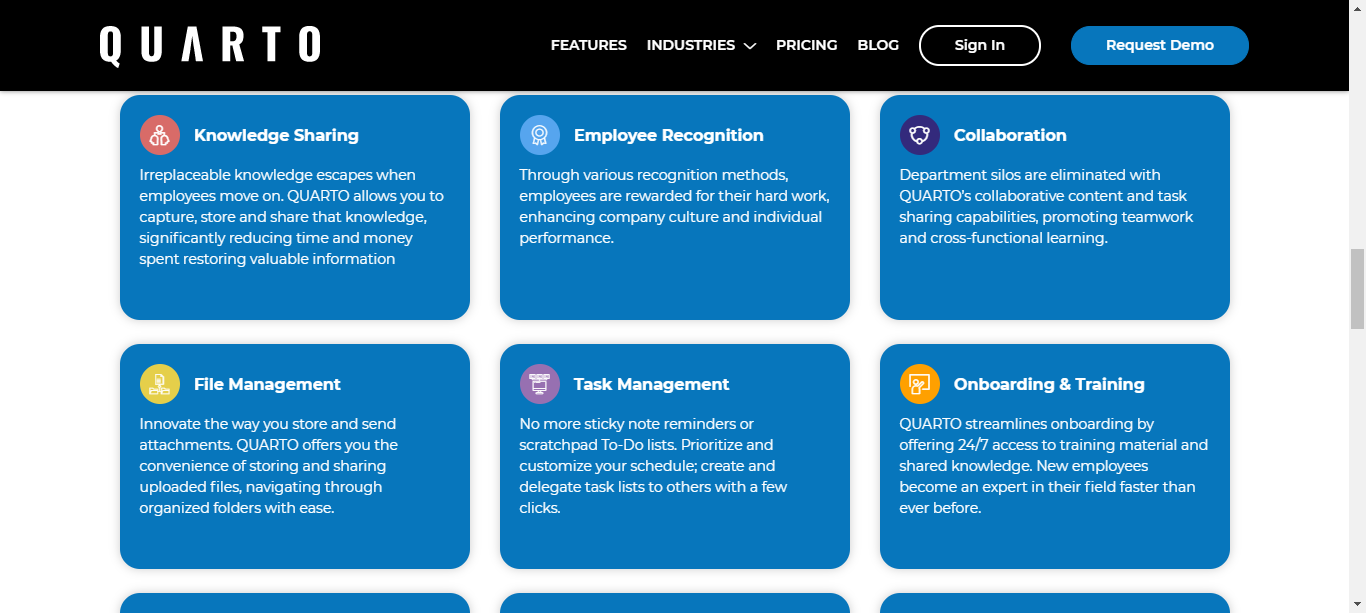 QUARTO
FEATURES
INDUSTRIES
PRICING
BLOG
Sign In
Request Demo
Knowledge Sharing
Irreplaceable knowledge escapes when
employees move on. QUARTO allows you to
capture, store and share that knowledge,
significantly reducing time and money
spent restoring valuable information
Employee Recognition
Through various recognition methods,
employees are rewarded for their hard work,
enhancing company culture and individual
performance.
Collaboration
Department silos are eliminated with
QUARTO's collaborative content and task
sharing capabilities, promoting teamwork
and cross-functional learning.
File Management
Innovate the way you store and send
attachments. QUARTO offers you the
convenience of storing and sharing
uploaded files, navigating through
organized folders with ease.
Task Management
No more sticky note reminders or
scratchpad To-Do lists. Prioritize and
customize your schedule; create and
delegate task lists to others with a few
clicks.
Onboarding & Training
QUARTO streamlines onboarding by
offering 24/7 access to training material and
shared knowledge. New employees
become an expert in their field faster than
ever before.